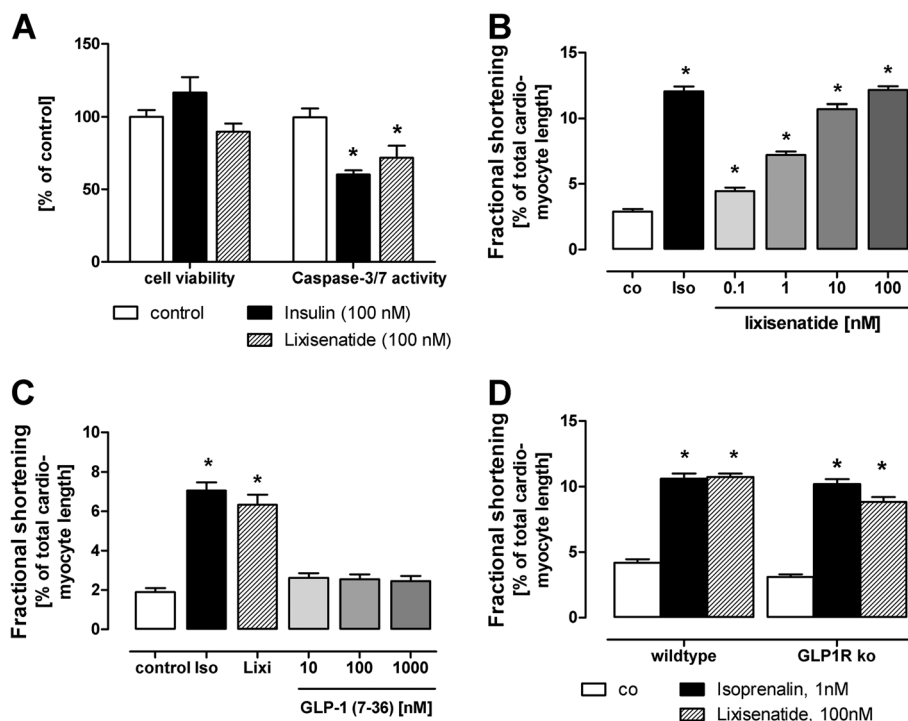 A
[% of control]
150
100
50
0
*
*
cell viability
Caspase-3/7 activity
control
Insulin (100 nM)
Lixisenatide (100 nM)
B
Fractional shortening
[% of total cardio-
myocyte length]
15
10
5
0
*
*
*
*
*
co
Iso
0.1
1
10
100
lixisenatide [nM]
C
Fractional shortening
[% of total cardio-
myocyte length]
10
8
6
4
2
0
*
*
control Iso
Lixi
10
100
1000
GLP-1 (7-36) [nM]
D
Fractional shortening
[% of total cardio-
myocyte length]
15
10
5
0
*
*
*
*
wildtype
GLP1R ko
co
Isoprenalin, 1nM
Lixisenatide, 100nM